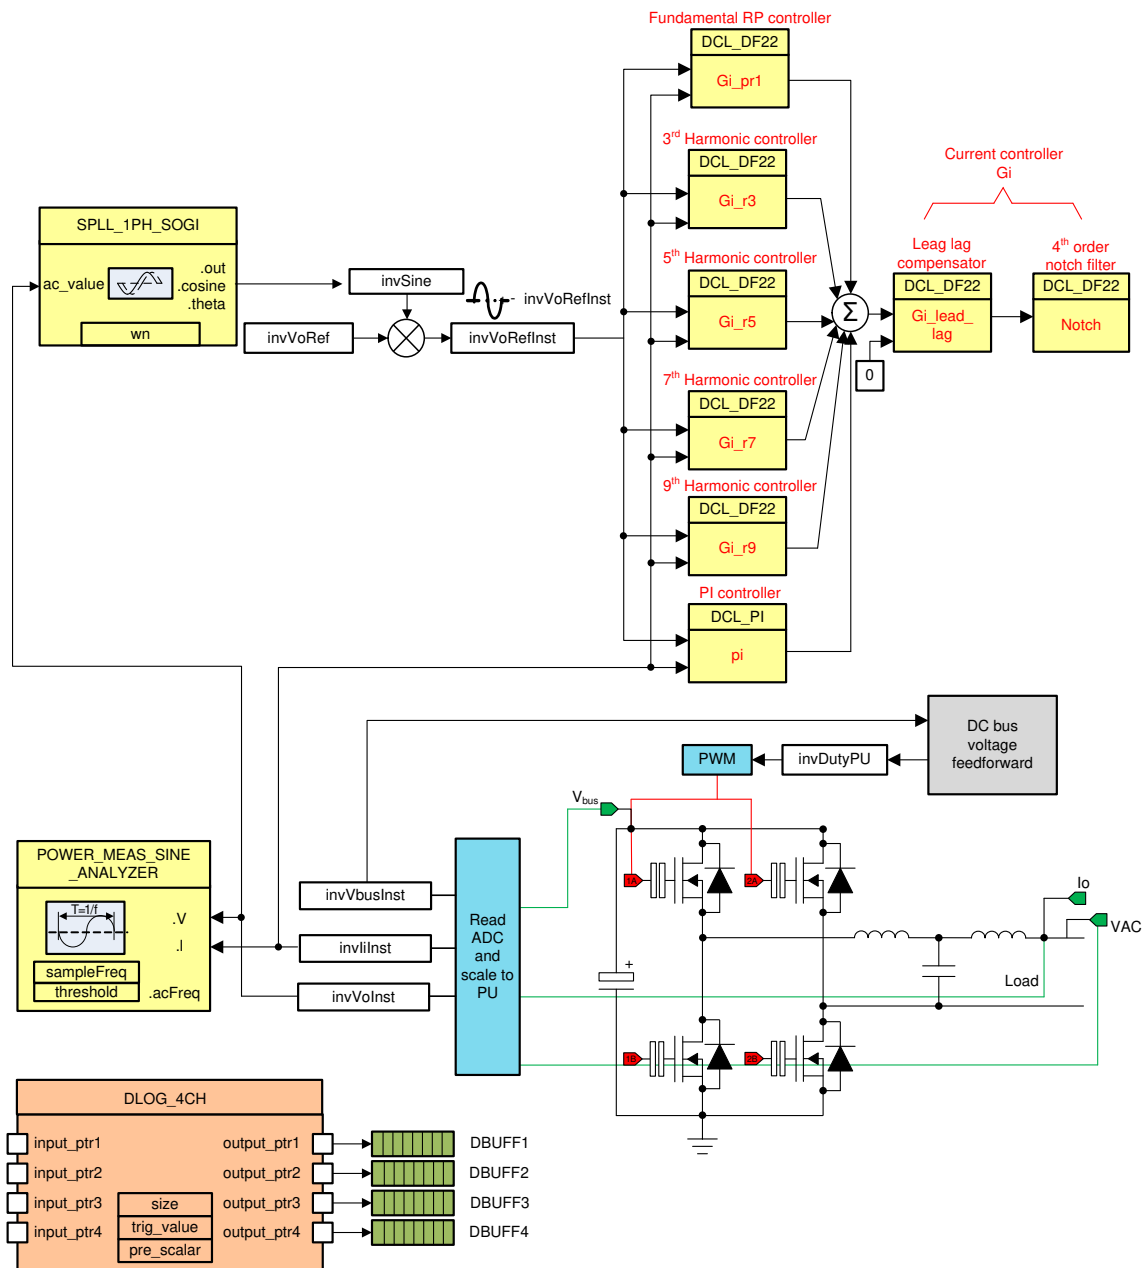 Fundamental RP controller
DCL_DF22
Gi_pr1
3rd Harmonic controller
DCL_DF22
Gi_r3
Current controller
Gi
SPLL_1PH_SOGI
ac_value
.out
.cosine
.theta
wn
invSine
invVoRef
invVoRefInst
- invVoRefInst
5th Harmonic controller
DCL_DF22
Gi_r5
Σ
0
Leag lag
compensator
DCL_DF22
Gi_lead_
lag
4th order
notch filter
DCL_DF22
Notch
7th Harmonic controller
DCL_DF22
Gi_r7
9th Harmonic controller
DCL_DF22
Gi_r9
PI controller
DCL_PI
pi
DC bus
voltage
feedforward
PWM
invDutyPU
Vbus
POWER_MEAS_SINE
_ANALYZER
T=1/f
.V
.I
sampleFreq
threshold
.acFreq
invVbusInst
invIiInst
invVoInst
Read
ADC
and
scale to
PU
1A
2A
Io
VAC
+
Load
1B
2B
DLOG_4CH
input_ptr1
output_ptr1
DBUFF1
input_ptr2
output_ptr2
DBUFF2
input_ptr3
size
output_ptr3
DBUFF3
trig_value
input_ptr4
output_ptr4
DBUFF4
pre_scalar